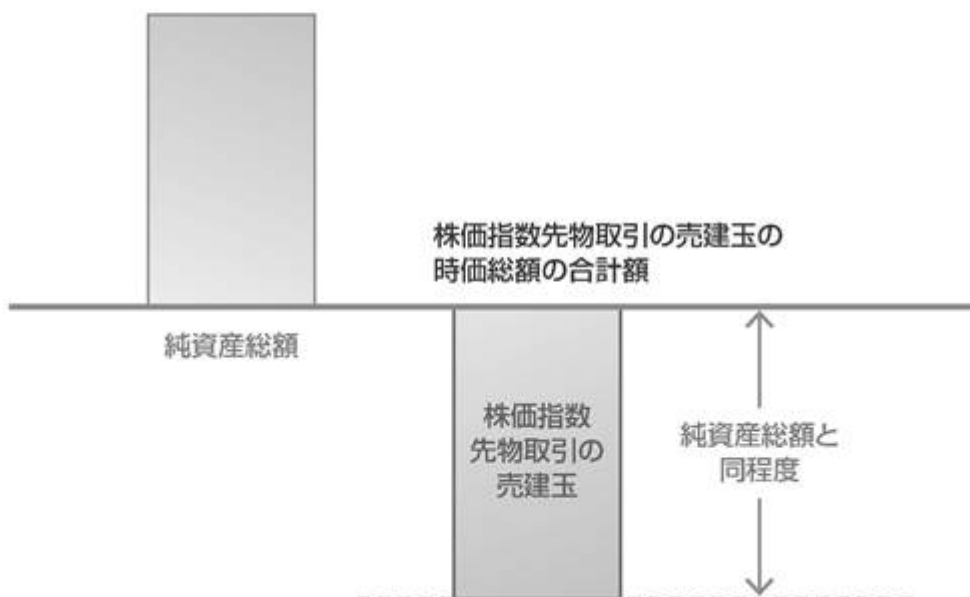 株価指数先物取引の売建玉の
時価総額の合計額
純資産総額
株価指数
先物取引の
売建玉
純資産総額と
同程度